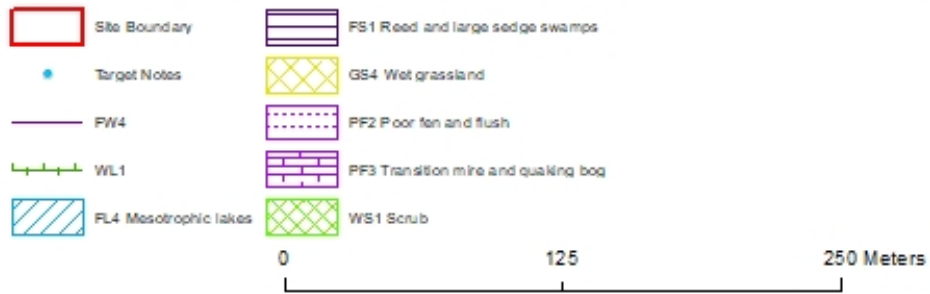 Site Boundary
FS1 Reed and large sedge swamps
Target Notes
GS4 Wet grassland
FW4
PF2 Poor fen and flush
WL1
PF3 Transition mire and quaking bog
FL4 Mesotrophic lakes
WS1 Scrub
0 125 250 Meters